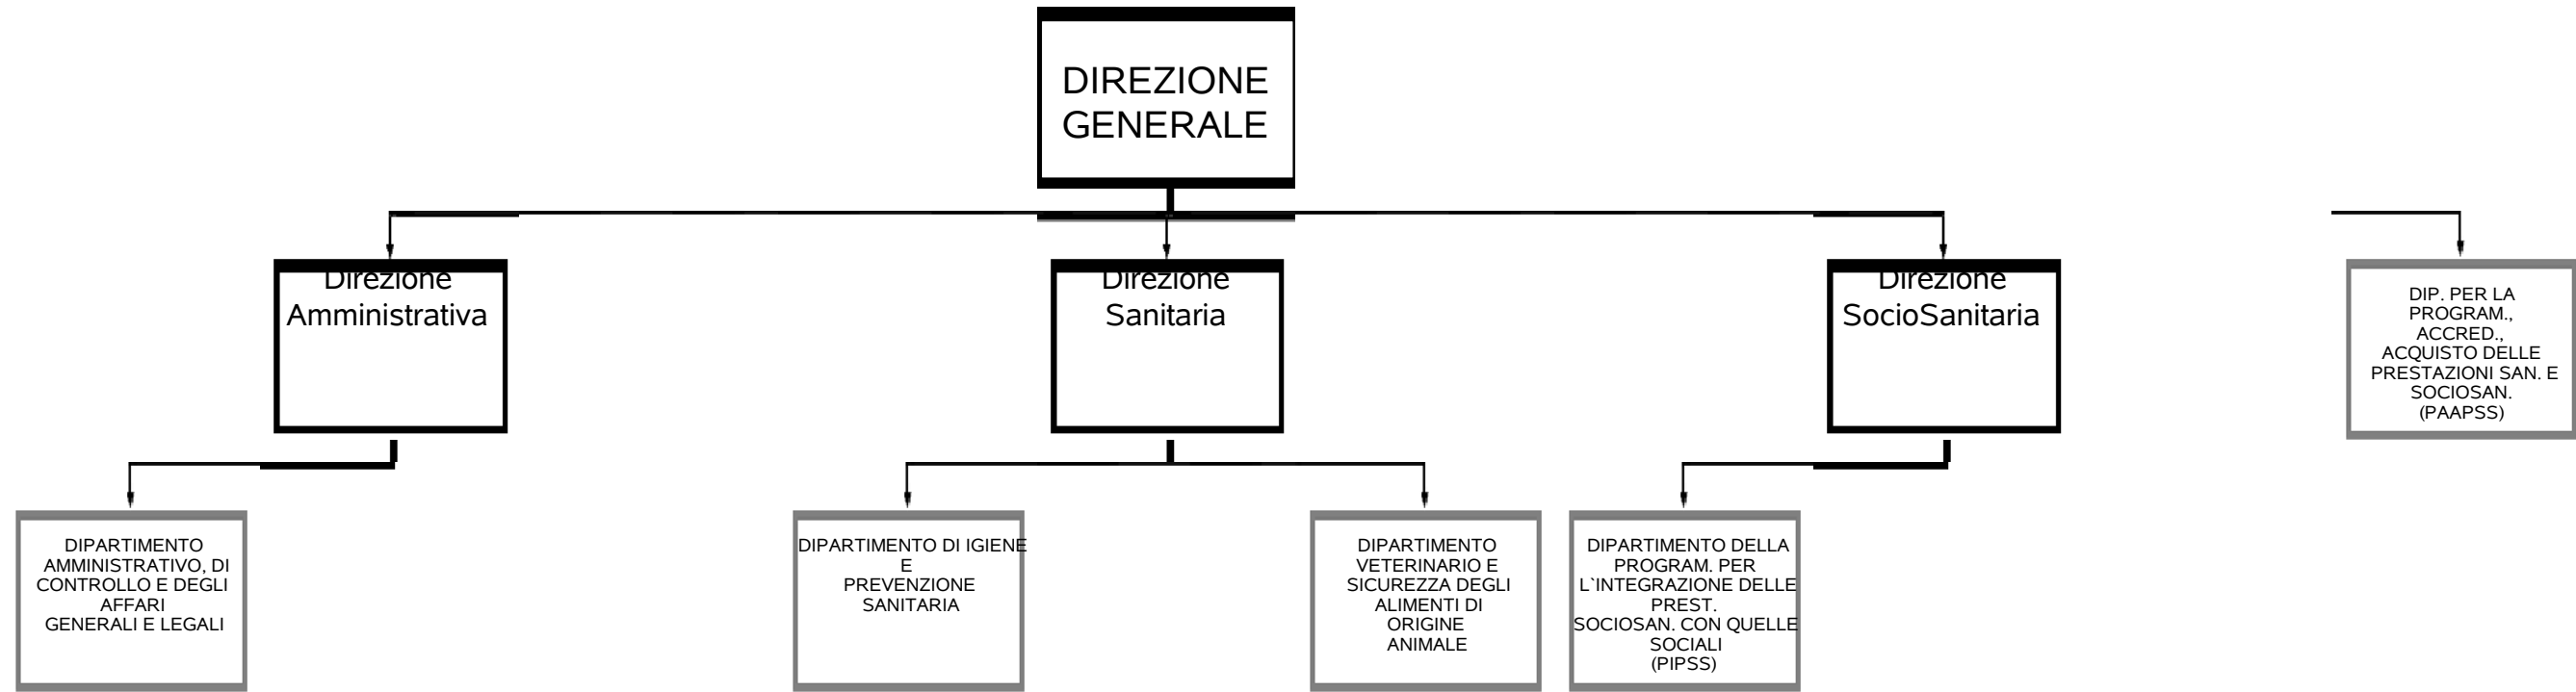 DIREZIONE
GENERALE
Direzione
Amministrativa
Direzione
Sanitaria
Direzione
SocioSanitaria
DIP. PER LA
PROGRAM.,
ACCRED.,
ACQUISTO DELLE
PRESTAZIONI SAN. E
SOCIOSAN.
(PAAPSS)
DIPARTIMENTO
AMMINISTRATIVO, DI
CONTROLLO E DEGLI
AFFARI
GENERALI E LEGALI
DIPARTIMENTO DI IGIENE
E
PREVENZIONE
SANITARIA
DIPARTIMENTO
VETERINARIO E
SICUREZZA DEGLI
ALIMENTI DI
ORIGINE
ANIMALE
DIPARTIMENTO DELLA
PROGRAM. PER
L`INTEGRAZIONE DELLE
PREST.
SOCIOSAN. CON QUELLE
SOCIALI
(PIPSS)